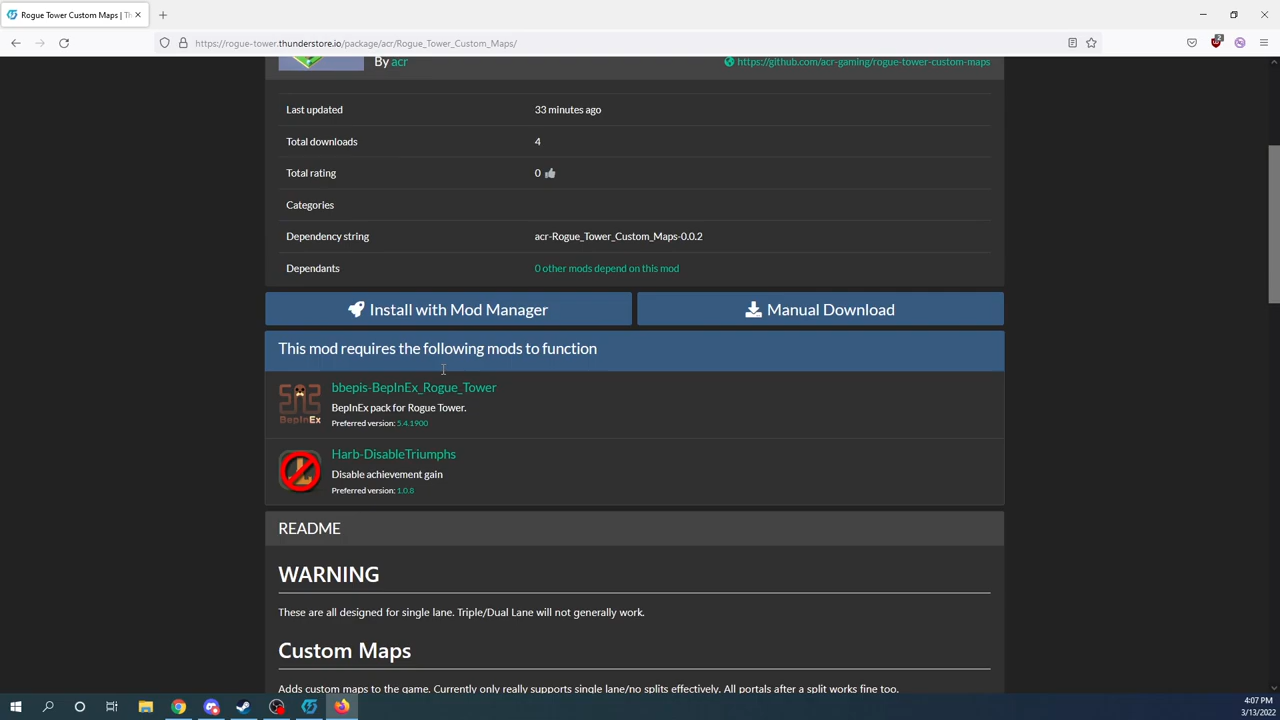 Rogue Tower Custom Maps | Th
https://rogue-tower.thunderstore.io/package/acr/Rogue_Tower_Custom_Maps/
2
By acr
https://github.com/acr-gaming/rogue-tower-custom-maps
Last updated 33 minutes ago
Total downloads 4
Total rating 0
Categories
Dependency string acr-Rogue_Tower_Custom_Maps-0.0.2
Dependants 0 other mods depend on this mod
Install with Mod Manager
Manual Download
This mod requires the following mods to function
bbepis-BepInEx_Rogue_Tower
BepInEx pack for Rogue Tower.
Preferred version: 5.4.1900
BepInEx
Harb-DisableTriumphs
Disable achievement gain
Preferred version: 1.0.8
README
WARNING
These are all designed for single lane. Triple/Dual Lane will not generally work.
Custom Maps
Adds custom maps to the game. Currently only really supports single lane/no splits effectively. All portals after a split works fine too.
4:07 PM
3/13/2022